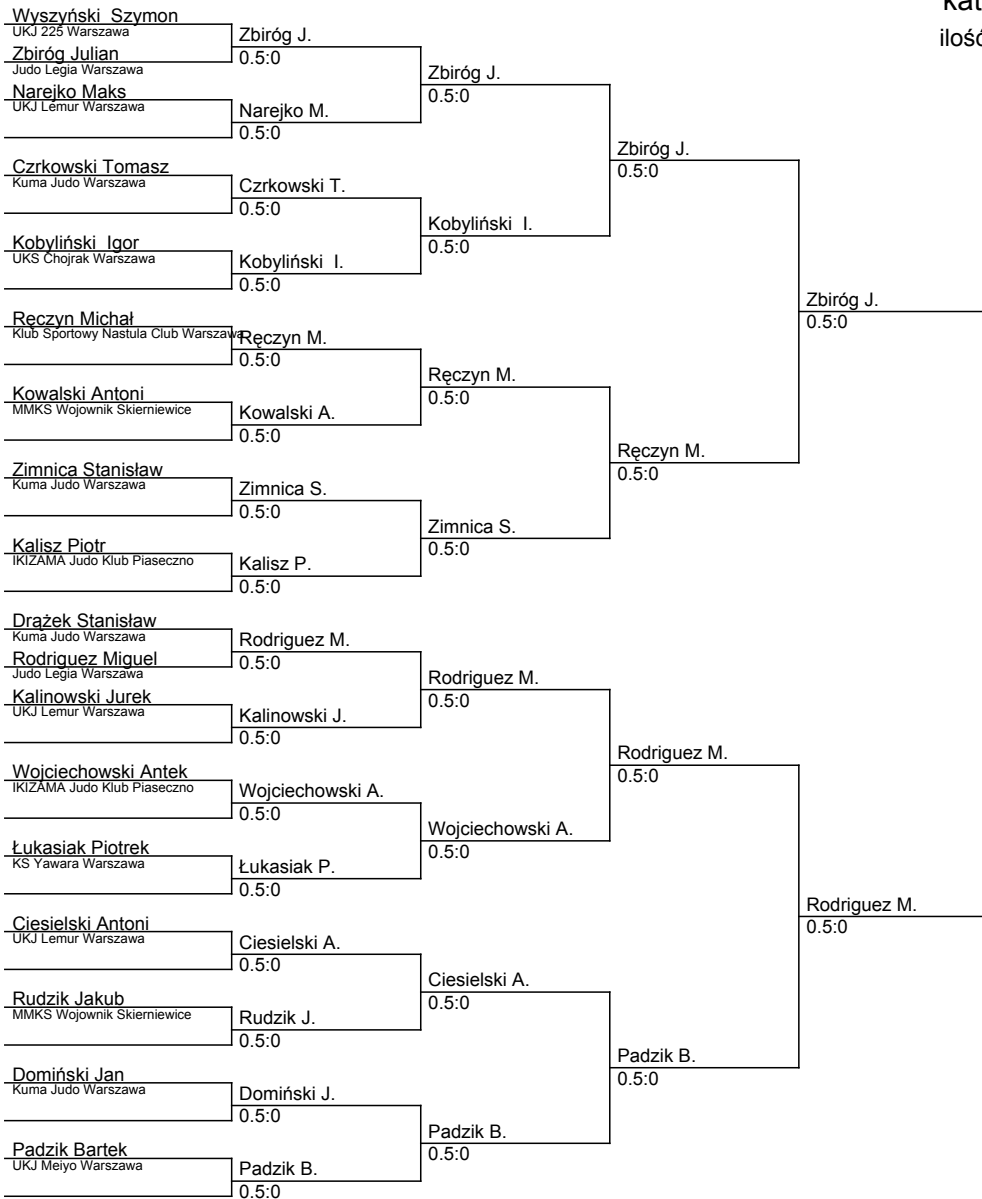 kat
ilość
Wyszyński  Szymon
UKJ 225 Warszawa
Zbiróg Julian
Judo Legia Warszawa
Narejko Maks
UKJ Lemur Warszawa
Czrkowski Tomasz
Kuma Judo Warszawa
Kobyliński  Igor
UKS Chojrak Warszawa
Ręczyn Michał
Klub Sportowy Nastula Club Warszawa
Kowalski Antoni
MMKS Wojownik Skierniewice
Zimnica Stanisław
Kuma Judo Warszawa
Kalisz Piotr
IKIZAMA Judo Klub Piaseczno
Drążek Stanisław
Kuma Judo Warszawa
Rodriguez Miguel
Judo Legia Warszawa
Kalinowski Jurek
UKJ Lemur Warszawa
Wojciechowski Antek
IKIZAMA Judo Klub Piaseczno
Łukasiak Piotrek
KS Yawara Warszawa
Ciesielski Antoni
UKJ Lemur Warszawa
Rudzik Jakub
MMKS Wojownik Skierniewice
Domiński Jan
Kuma Judo Warszawa
Padzik Bartek
UKJ Meiyo Warszawa
Zbiróg J.
0.5:0
Narejko M.
0.5:0
Czrkowski T.
0.5:0
Kobyliński  I.
0.5:0
Ręczyn M.
0.5:0
Kowalski A.
0.5:0
Zimnica S.
0.5:0
Kalisz P.
0.5:0
Rodriguez M.
0.5:0
Kalinowski J.
0.5:0
Wojciechowski A.
0.5:0
Łukasiak P.
0.5:0
Ciesielski A.
0.5:0
Rudzik J.
0.5:0
Domiński J.
0.5:0
Padzik B.
0.5:0
Zbiróg J.
0.5:0
Kobyliński  I.
0.5:0
Ręczyn M.
0.5:0
Zimnica S.
0.5:0
Rodriguez M.
0.5:0
Wojciechowski A.
0.5:0
Ciesielski A.
0.5:0
Padzik B.
0.5:0
Zbiróg J.
0.5:0
Ręczyn M.
0.5:0
Rodriguez M.
0.5:0
Padzik B.
0.5:0
Zbiróg J.
0.5:0
Rodriguez M.
0.5:0